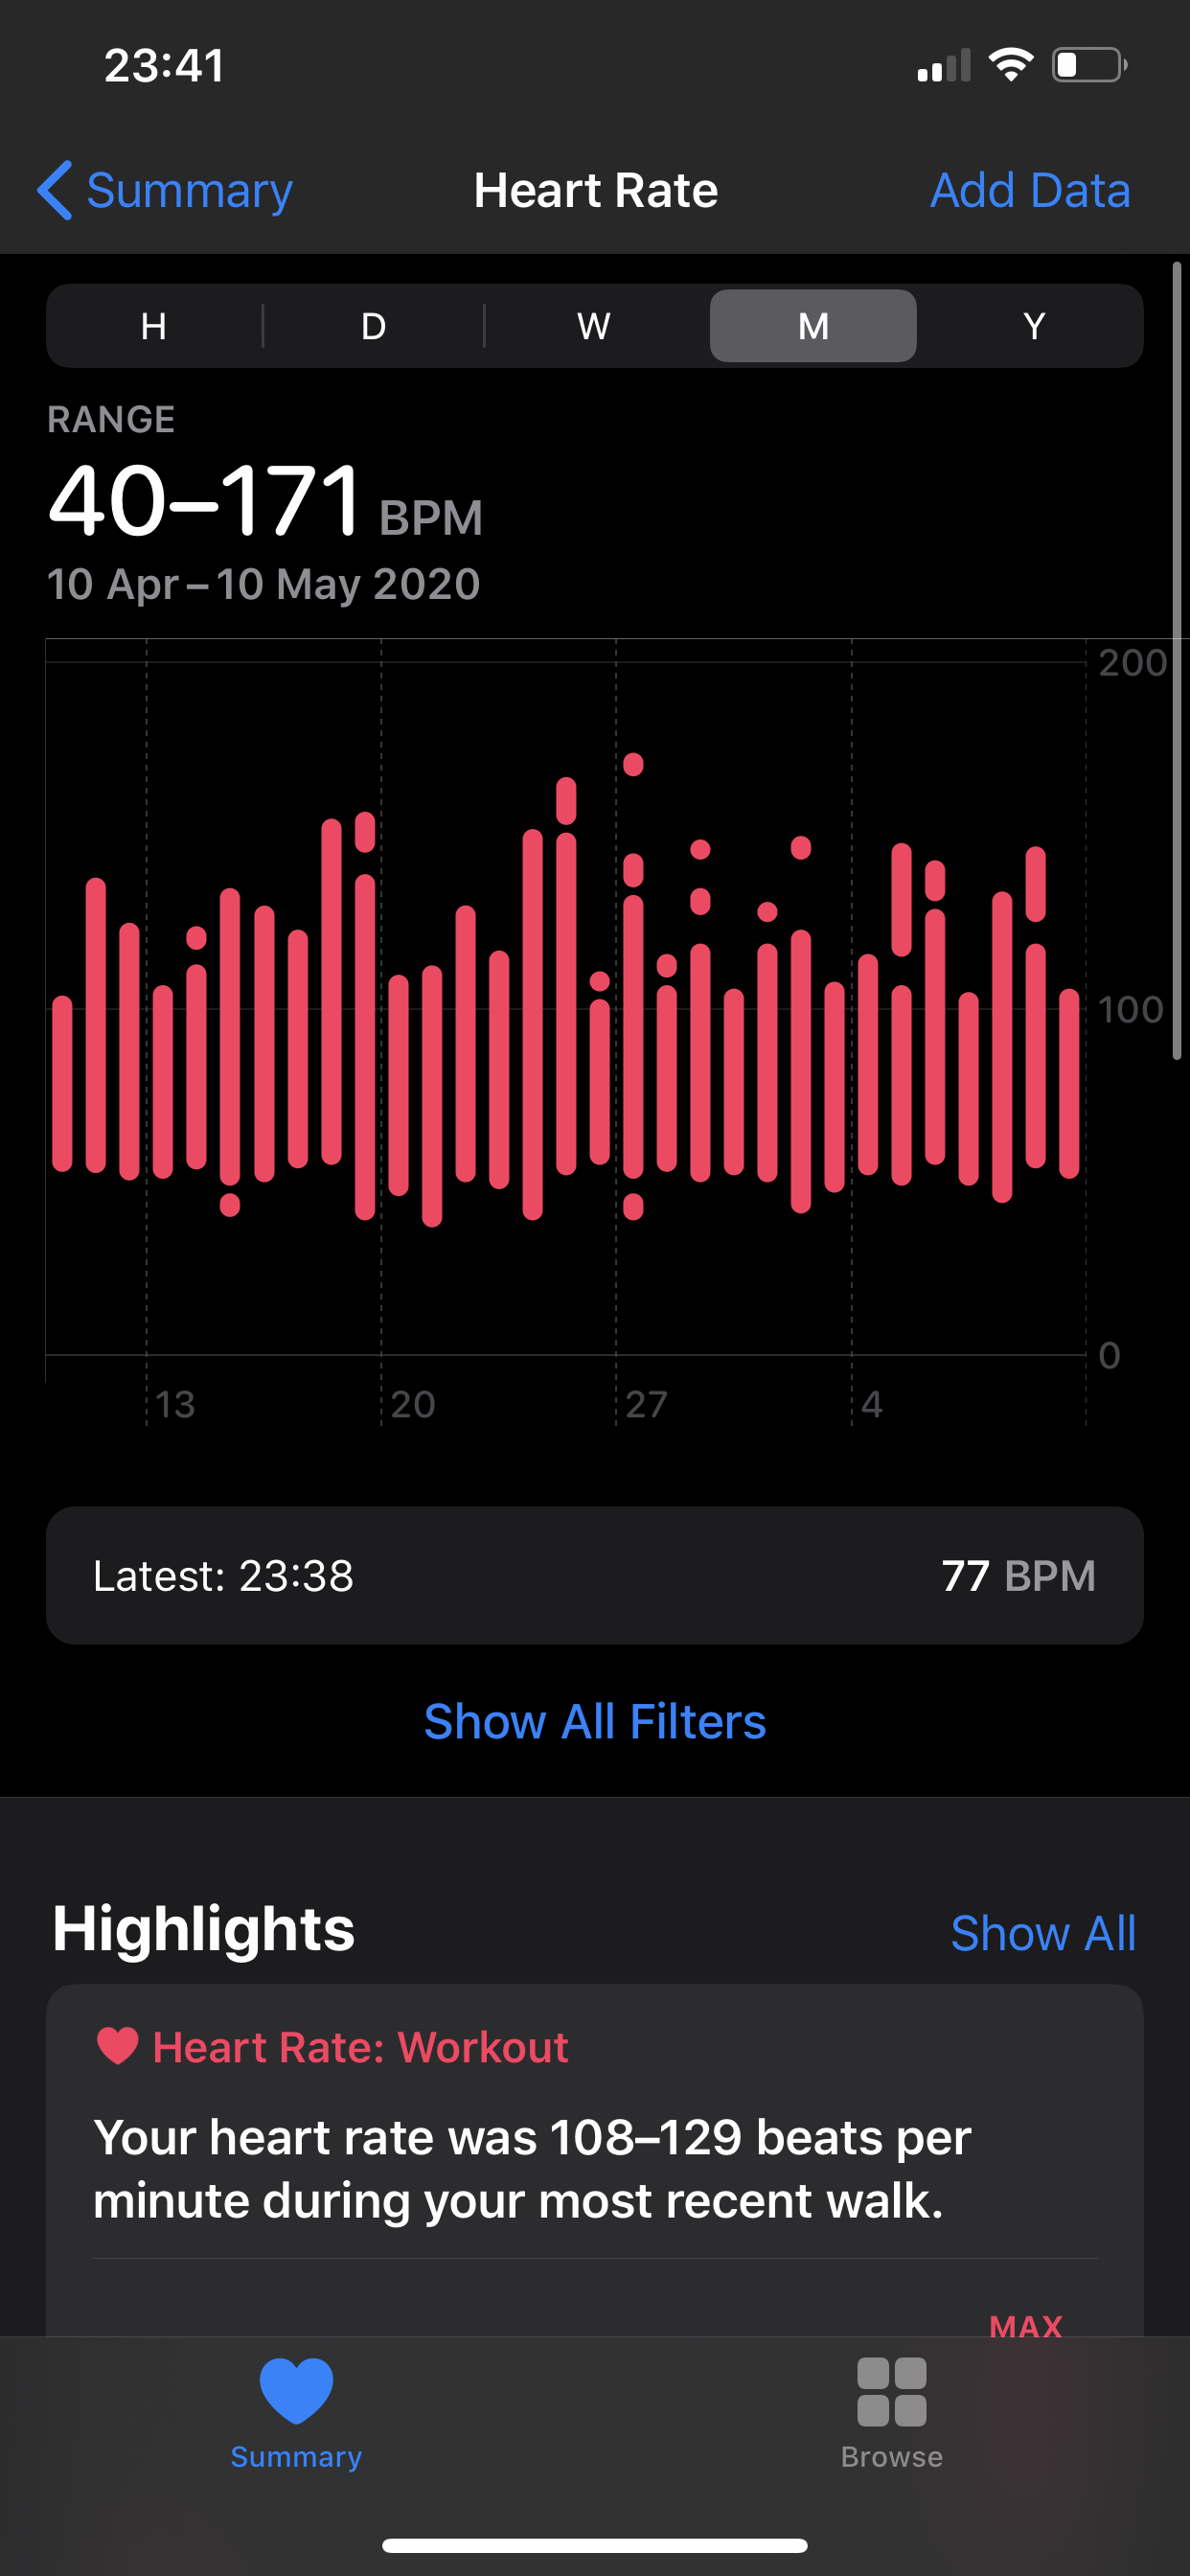 23:41
Summary
Heart Rate
Add Data
H D W M Y
RANGE
40–171 BPM
10 Apr – 10 May 2020
200
100
0
13 20 27 4
Latest: 23:38 77 BPM
Show All Filters
Highlights
Show All
Heart Rate: Workout
Your heart rate was 108–129 beats per
minute during your most recent walk.
MAX
Summary
Browse